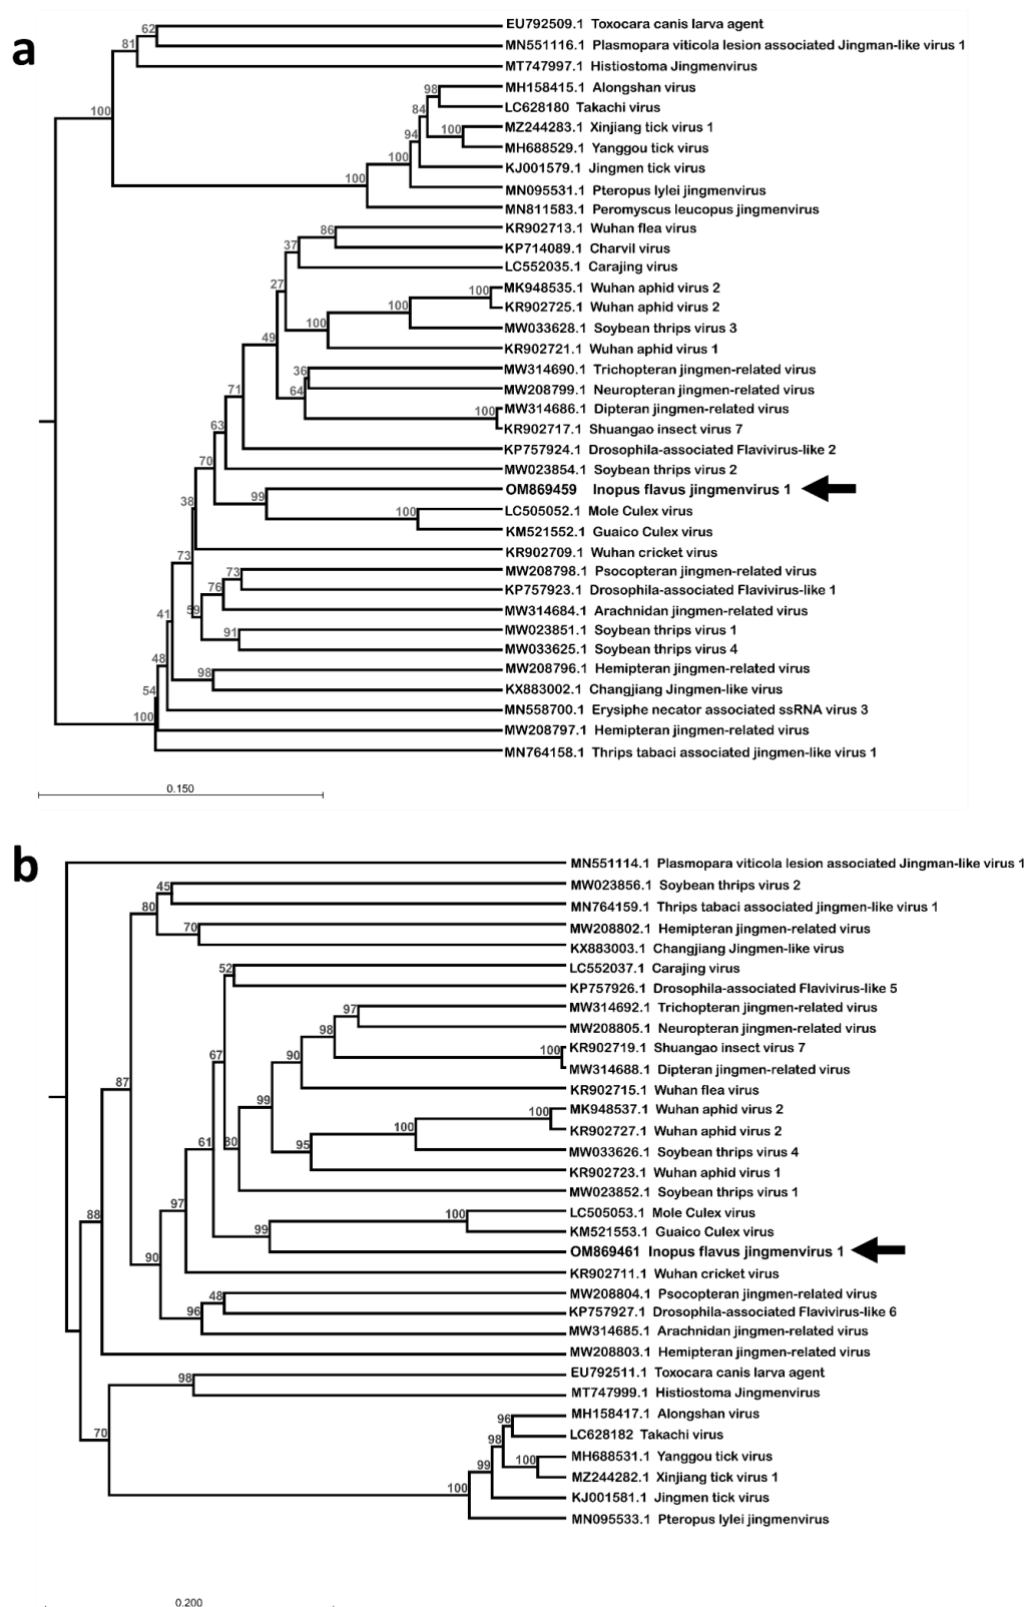 a
EU792509.1 Toxocara canis larva agent
62
MN551116.1 Plasmopara viticola lesion associated Jingman-like virus 1
81
MT747997.1 Histiostoma Jingmenvirus
MH158415.1 Alongshan virus
98
LC628180 Takachi virus
84
100
MZ244283.1 Xinjiang tick virus 1
100
94
MH688529.1 Yanggou tick virus
100
KJ001579.1 Jingmen tick virus
100
MN095531.1 Pteropus lylei jingmenvirus
MN811583.1 Peromyscus leucopus jingmenvirus
KR902713.1 Wuhan flea virus
86
37
KP714089.1 Charvil virus
LC552035.1 Carajing virus
27
MK948535.1 Wuhan aphid virus 2
100
100
KR902725.1 Wuhan aphid virus 2
100
MW033628.1 Soybean thrips virus 3
49
KR902721.1 Wuhan aphid virus 1
36
MW314690.1 Trichopteran jingmen-related virus
71
64
MW208799.1 Neuropteran jingmen-related virus
100
MW314686.1 Dipteran jingmen-related virus
63
KR902717.1 Shuangao insect virus 7
KP757924.1 Drosophila-associated Flavivirus-like 2
70
MW023854.1 Soybean thrips virus 2
OM869459 Inopus flavus jingmenvirus 1
38
99
100
LC505052.1 Mole Culex virus
KM521552.1 Guaico Culex virus
73
KR902709.1 Wuhan cricket virus
73
MW208798.1 Psocopteran jingmen-related virus
76
KP757923.1 Drosophila-associated Flavivirus-like 1
41
59
MW314684.1 Arachnidan jingmen-related virus
91
MW023851.1 Soybean thrips virus 1
MW033625.1 Soybean thrips virus 4
48
98
MW208796.1 Hemipteran jingmen-related virus
54
KX883002.1 Changjiang Jingmen-like virus
100
MN558700.1 Erysiphe necator associated ssRNA virus 3
MW208797.1 Hemipteran jingmen-related virus
MN764158.1 Thrips tabaci associated jingmen-like virus 1
0.150
b
MN551114.1 Plasmopara viticola lesion associated Jingman-like virus 1
45
MW023856.1 Soybean thrips virus 2
80
MN764159.1 Thrips tabaci associated jingmen-like virus 1
70
MW208802.1 Hemipteran jingmen-related virus
KX883003.1 Changjiang Jingmen-like virus
52
LC552037.1 Carajing virus
KP757926.1 Drosophila-associated Flavivirus-like 5
97
MW314692.1 Trichopteran jingmen-related virus
98
MW208805.1 Neuropteran jingmen-related virus
67
90
100
KR902719.1 Shuangao insect virus 7
MW314688.1 Dipteran jingmen-related virus
87
KR902715.1 Wuhan flea virus
99
100
MK948537.1 Wuhan aphid virus 2
100
KR902727.1 Wuhan aphid virus 2
61
80
95
MW033626.1 Soybean thrips virus 4
KR902723.1 Wuhan aphid virus 1
97
MW023852.1 Soybean thrips virus 1
88
100
LC505053.1 Mole Culex virus
99
KM521553.1 Guaico Culex virus
90
OM869461 Inopus flavus jingmenvirus 1
KR902711.1 Wuhan cricket virus
48
MW208804.1 Psocopteran jingmen-related virus
96
KP757927.1 Drosophila-associated Flavivirus-like 6
MW314685.1 Arachnidan jingmen-related virus
MW208803.1 Hemipteran jingmen-related virus
98
EU792511.1 Toxocara canis larva agent
MT747999.1 Histiostoma Jingmenvirus
96
MH158417.1 Alongshan virus
70
98
LC628182 Takachi virus
99
100
MH688531.1 Yanggou tick virus
MZ244282.1 Xinjiang tick virus 1
100
KJ001581.1 Jingmen tick virus
MN095533.1 Pteropus lylei jingmenvirus
0.200